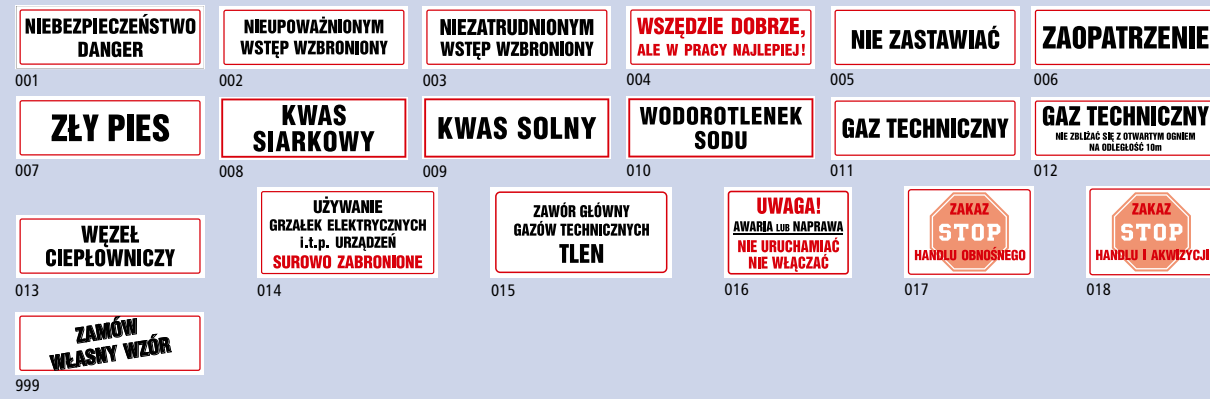 NIEBEZPIECZEŃSTWO
DANGER
001
NIEUPOWAŻNIONYM
WSTĘP WZBRONIONY
002
NIEZATRUDNIONYM
WSTĘP WZBRONIONY
003
WSZĘDZIE DOBRZE,
ALE W PRACY NAJLEPIEJ!
004
NIE ZASTAWIAĆ
005
ZAOPATRZENIE
006
ZŁY PIES
007
KWAS
SIARKOWY
008
KWAS SOLNY
009
WODOROTLENEK
SODU
010
GAZ TECHNICZNY
011
GAZ TECHNICZNY
NIE ZBLIŻAĆ SIĘ Z OTWARTYM OGNIEM
NA ODLEGŁOŚĆ 10m
012
WĘZEŁ
CIEPŁOWNICZY
013
UŻYWANIE
GRZAŁEK ELEKTRYCZNYCH
i.t.p. URZĄDZEŃ
SUROWO ZABRONIONE
014
ZAWÓR GŁÓWNY
GAZÓW TECHNICZNYCH
TLEN
015
UWAGA!
AWARIA LUB NAPRAWA
NIE URUCHAMIAĆ
NIE WŁĄCZAĆ
016
ZAKAZ
STOP
HANDLU OBNOŚNEGO
017
ZAKAZ
STOP
HANDLU I AKWIZYCJI
018
ZAMÓW
WŁASNY WZÓR
999